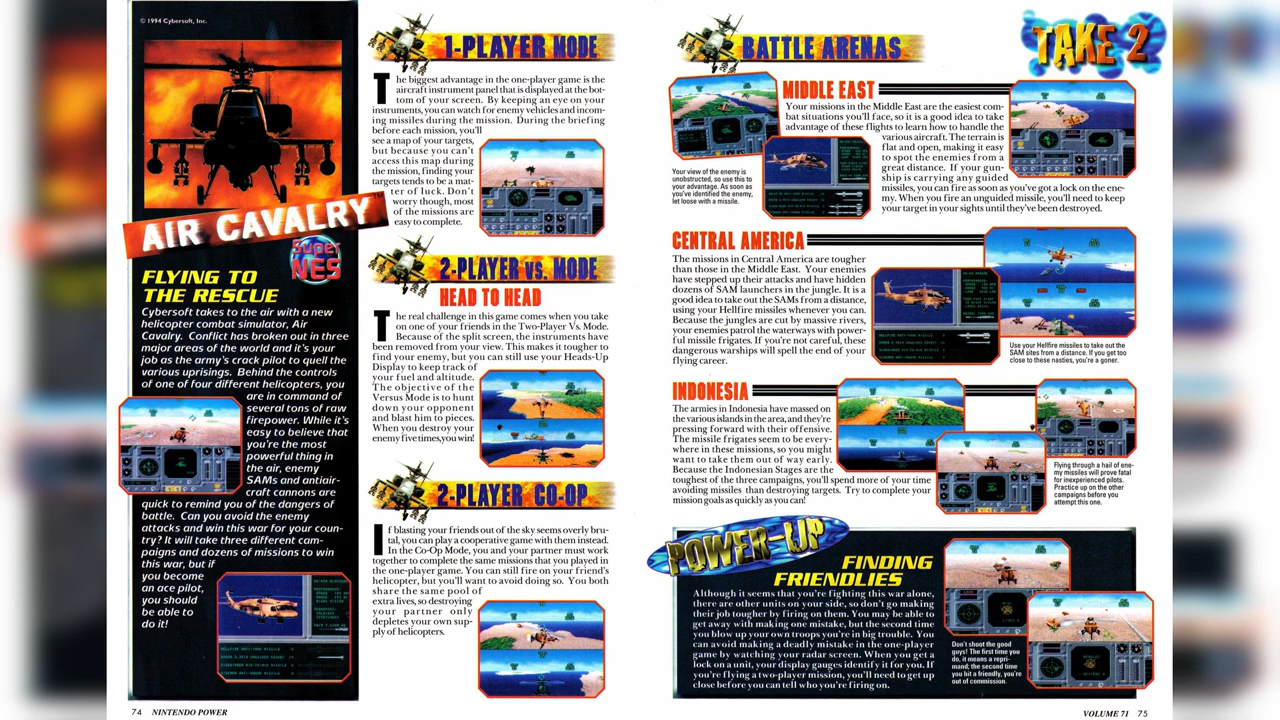 © 1994 Cybersoft, Inc.
AIR CAVALRY™
Super
NES
FLYING TO
THE RESCUE
Cybersoft takes to the air with a new
helicopter combat simulator, Air
Cavalry. Conflict has broken out in three
major areas of the world and it's your
job as the army's crack pilot to quell the
various uprisings. Behind the controls
of one of four different helicopters, you
are in command of
several tons of raw
firepower. While it's
easy to believe that
you're the most
powerful thing in
the air, enemy
SAMs and antiair-
craft cannons are
quick to remind you of the dangers of
battle. Can you avoid the enemy
attacks and win this war for your coun-
try? It will take three different cam-
paigns and dozens of missions to win
this war, but if
you become
an ace pilot,
you should
be able to
do it!
74 NINTENDO POWER
1-PLAYER MODE
The biggest advantage in the one-player game is the
aircraft instrument panel that is displayed at the bot-
tom of your screen. By keeping an eye on your
instruments, you can watch for enemy vehicles and incom-
ing missiles during the mission. During the briefing
before each mission, you'll
see a map of your targets,
but because you can't
access this map during
the mission, finding your
targets tends to be a mat-
ter of luck. Don't
worry though, most
of the missions are
easy to complete.
2-PLAYER VS. MODE
HEAD TO HEAD
The real challenge in this game comes when you take
on one of your friends in the Two-Player Vs. Mode.
Because of the split screen, the instruments have
been removed from your view. This makes it tougher to
find your enemy, but you can still use your Heads-Up
Display to keep track of
your fuel and altitude.
The objective of the
Versus Mode is to hunt
down your opponent
and blast him to pieces.
When you destroy your
enemy five times, you win!
2-PLAYER CO-OP
If blasting your friends out of the sky seems overly bru-
tal, you can play a cooperative game with them instead.
In the Co-Op Mode, you and your partner must work
together to complete the same missions that you played in
the one-player game. You can still fire on your friend's
helicopter, but you'll want to avoid doing so. You both
share the same pool of
extra lives, so destroying
your partner only
depletes your own sup-
ply of helicopters.
BATTLE ARENAS
TAKE 2
MIDDLE EAST
Your missions in the Middle East are the easiest com-
bat situations you'll face, so it is a good idea to take
advantage of these flights to learn how to handle the
various aircraft. The terrain is
flat and open, making it easy
to spot the enemies from a
great distance. If your gun-
ship is carrying any guided
missiles, you can fire as soon as you've got a lock on the ene-
my. When you fire an unguided missile, you'll need to keep
your target in your sights until they've been destroyed.
Your view of the enemy is
unobstructed, so use this to
your advantage. As soon as
you've identified the enemy,
let loose with a missile.
CENTRAL AMERICA
The missions in Central America are tougher
than those in the Middle East. Your enemies
have stepped up their attacks and have hidden
dozens of SAM launchers in the jungle. It is a
good idea to take out the SAMs from a distance,
using your Hellfire missiles whenever you can.
Because the jungles are cut by massive rivers,
your enemies patrol the waterways with power-
ful missile frigates. If you're not careful, these
dangerous warships will spell the end of your
flying career.
Use your Hellfire missiles to take out the
SAM sites from a distance. If you get too
close to these nasties, you're a goner.
INDONESIA
The armies in Indonesia have massed on
the various islands in the area, and they're
pressing forward with their offensive.
The missile frigates seem to be every-
where in these missions, so you might
want to take them out of way early.
Because the Indonesian Stages are the
toughest of the three campaigns, you'll spend more of your time
avoiding missiles than destroying targets. Try to complete your
mission goals as quickly as you can!
Flying through a hail of ene-
my missiles will prove fatal
for inexperienced pilots.
Practice up on the other
campaigns before you
attempt this one.
POWER-UP
FINDING
FRIENDLIES
Although it seems that you're fighting this war alone,
there are other units on your side, so don't go making
their job tougher by firing on them. You may be able to
get away with making one mistake, but the second time
you blow up your own troops you're in big trouble. You
can avoid making a deadly mistake in the one-player
game by watching your radar screen. When you get a
lock on a unit, your display gauges identify it for you. If
you're flying a two-player mission, you'll need to get up
close before you can tell who you're firing on.
Don't shoot the good
guys! The first time you
do, it means a repri-
mand; the second time
you hit a friendly, you're
out of commission.
VOLUME 71 75